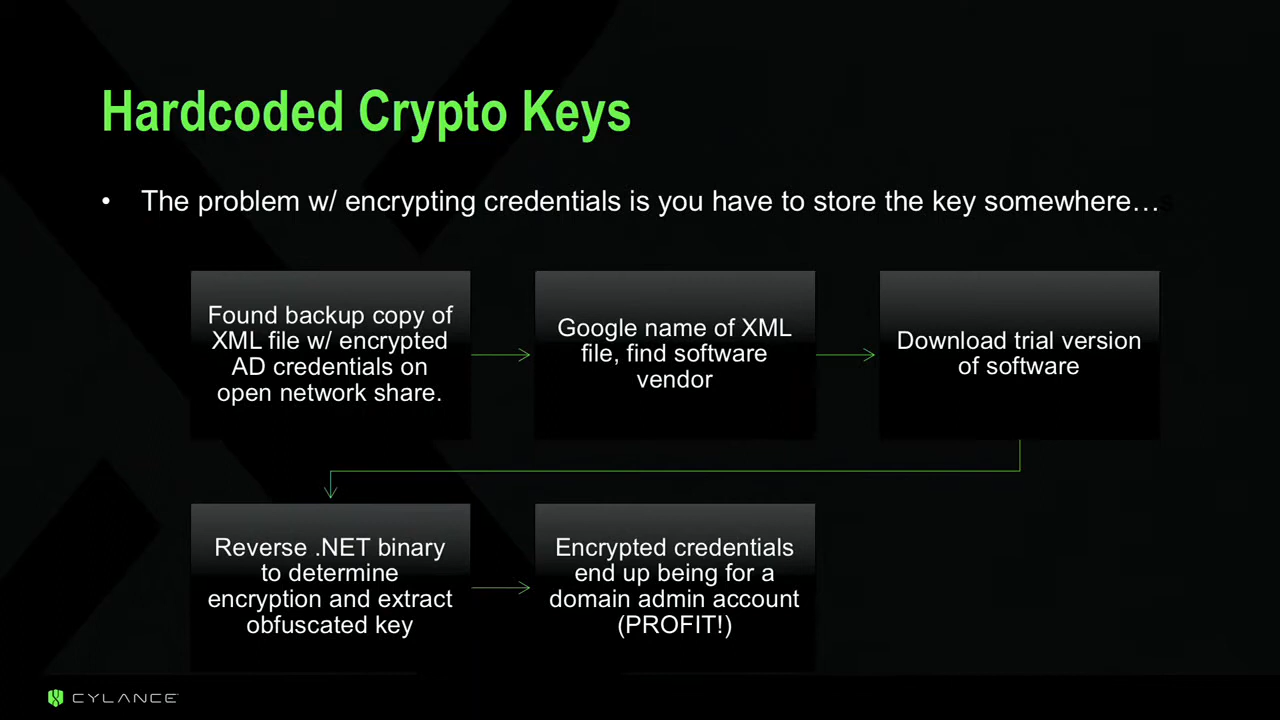 Hardcoded Crypto Keys
• The problem w/ encrypting credentials is you have to store the key somewhere…s
Found backup copy of
XML file w/ encrypted
AD credentials on
open network share.
Google name of XML
file, find software
vendor
Download trial version
of software
Reverse .NET binary
to determine
encryption and extract
obfuscated key
Encrypted credentials
end up being for a
domain admin account
(PROFIT!)
CYLANCE